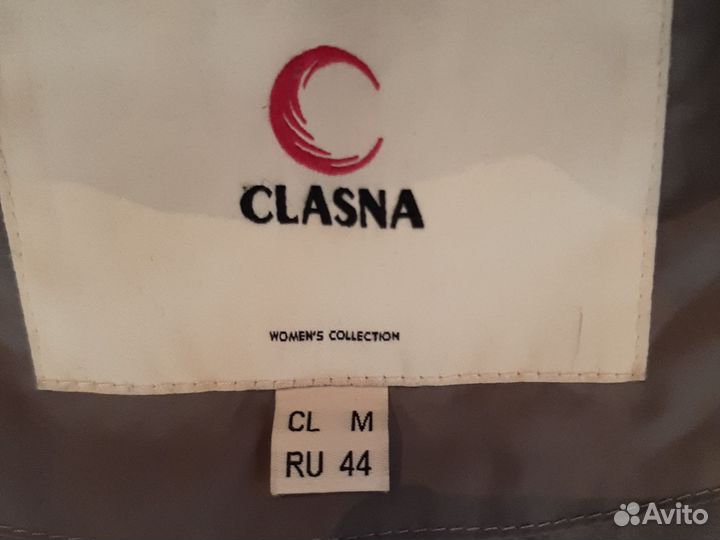 CLASNA
WOMEN'S COLLECTION
CL M
RU 44
Avito